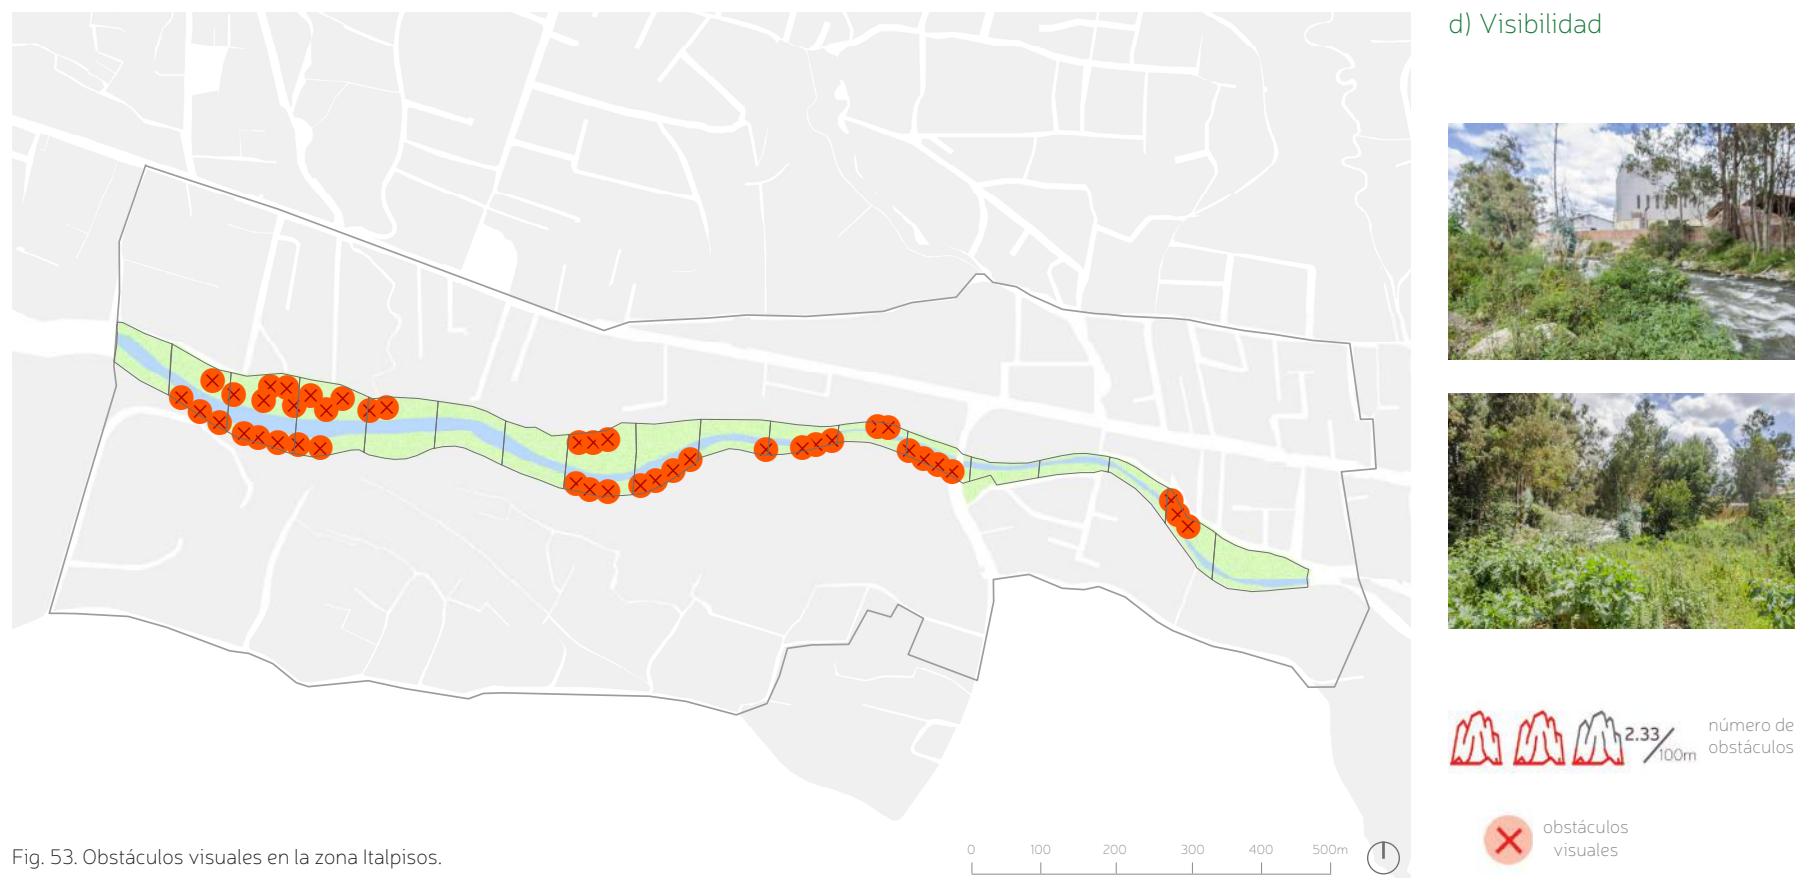 d) Visibilidad
2.33/100m
número de
obstáculos
obstáculos
visuales
0 100 200 300 400 500m
Fig. 53. Obstáculos visuales en la zona Italpisos.